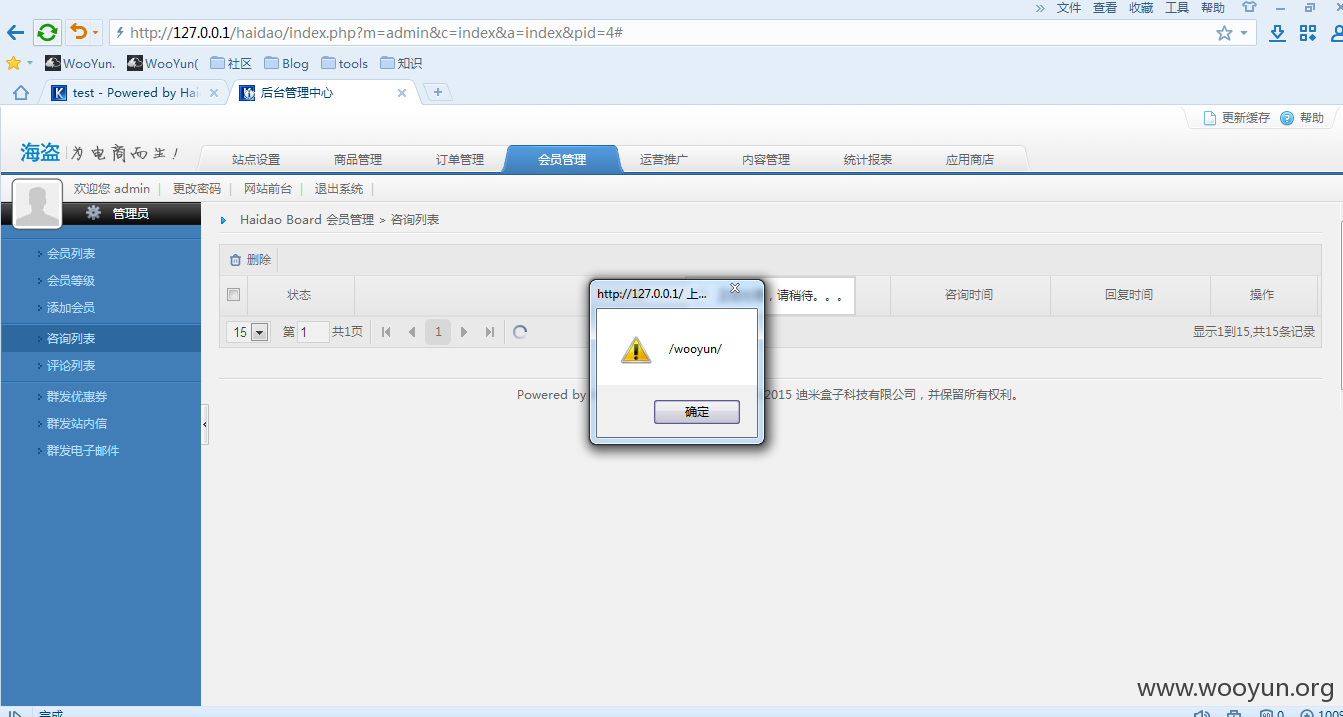 » 文件 查看 收藏 工具 帮助
http://127.0.0.1/haidao/index.php?m=admin&c=index&a=index&pid=4#
WooYun. WooYun( 社区 Blog tools 知识
test - Powered by Hai 后台管理中心
更新缓存 帮助
海盗 为电商而生!
站点设置 商品管理 订单管理 会员管理 运营推广 内容管理 统计报表 应用商店
欢迎您 admin 更改密码 网站前台 退出系统
管理员
Haidao Board 会员管理 > 咨询列表
会员列表
会员等级
添加会员
咨询列表
评论列表
群发优惠券
群发站内信
群发电子邮件
删除
状态 ,请稍待。。。 咨询时间 回复时间 操作
15 第 1 共1页 1 显示1到15,共15条记录
http://127.0.0.1/ 上...
/wooyun/
确定
Powered by 2015 迪米盒子科技有限公司,并保留所有权利。
www.wooyun.org
完成 0 100%